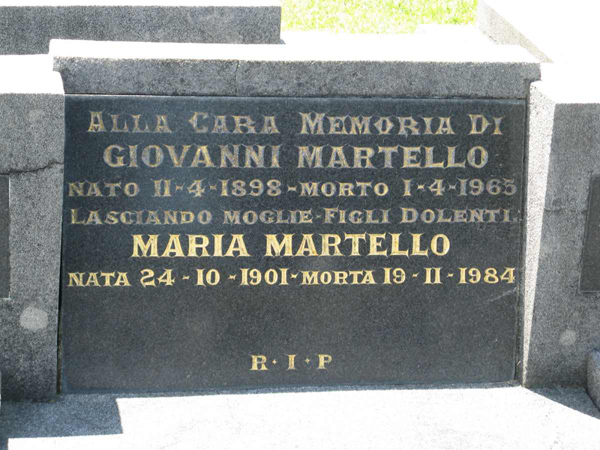 ALLA CARA MEMORIA DI
GIOVANNI MARTELLO
NATO 11-4-1898-MORTO 1-4-1965
LASCIANDO MOGLIE-FIGLI DOLENTI.
MARIA MARTELLO
NATA 24-10-1901-MORTA 19-11-1984
R·I·P